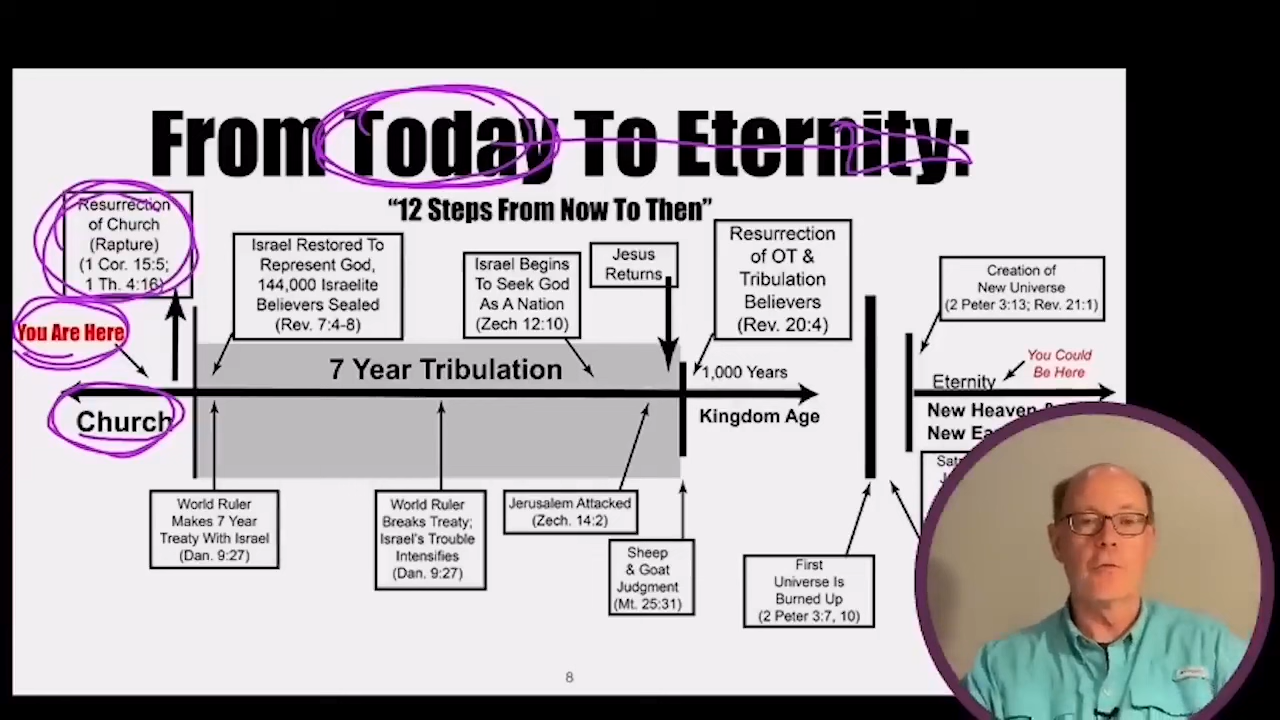 From Today To Eternity:
"12 Steps From Now To Then"
Resurrection
of Church
(Rapture)
(1 Cor. 15:5;
1 Th. 4:16)
You Are Here
Church
Israel Restored To
Represent God,
144,000 Israelite
Believers Sealed
(Rev. 7:4-8)
Israel Begins
To Seek God
As A Nation
(Zech 12:10)
Jesus
Returns
Resurrection
of OT &
Tribulation
Believers
(Rev. 20:4)
Creation of
New Universe
(2 Peter 3:13; Rev. 21:1)
7 Year Tribulation
1,000 Years
Kingdom Age
You Could
Be Here
Eternity
New Heaven
New
World Ruler
Makes 7 Year
Treaty With Israel
(Dan. 9:27)
World Ruler
Breaks Treaty;
Israel's Trouble
Intensifies
(Dan. 9:27)
Jerusalem Attacked
(Zech. 14:2)
Sheep
& Goat
Judgment
(Mt. 25:31)
First
Universe Is
Burned Up
(2 Peter 3:7, 10)
8